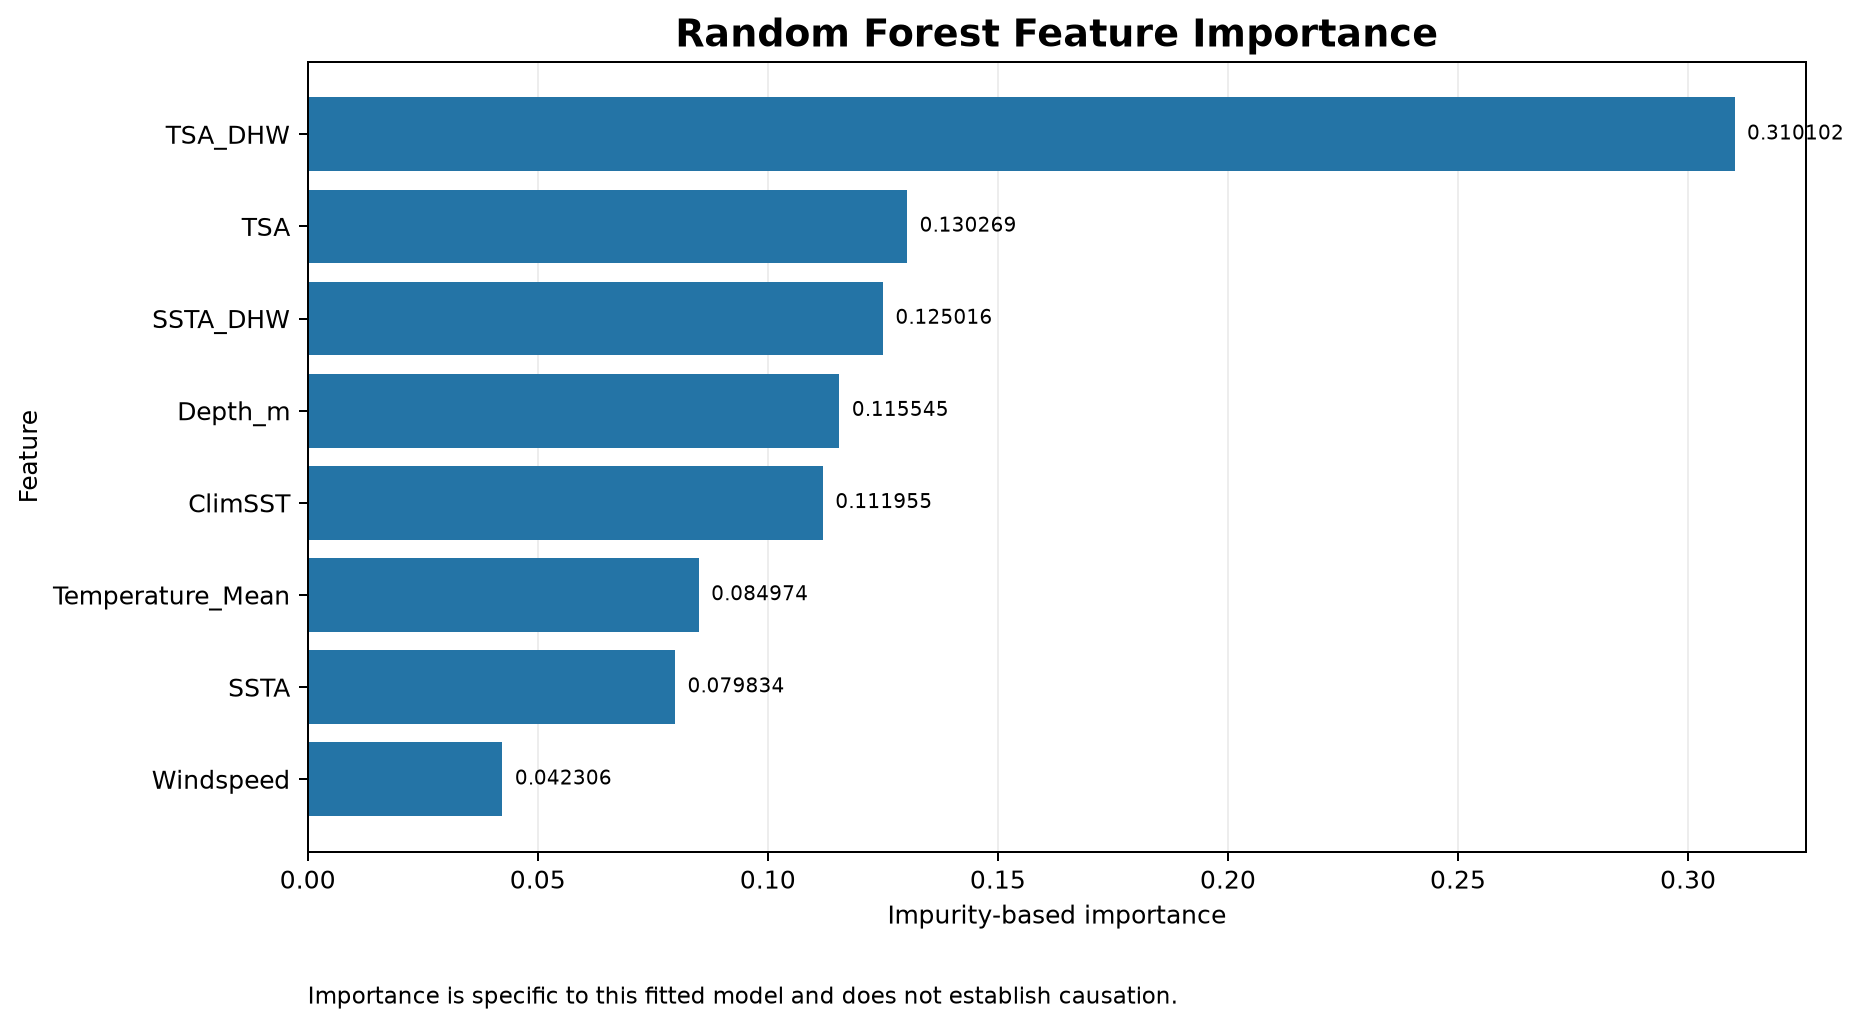 Random Forest Feature Importance
TSA_DHW
0.310102
TSA
0.130269
SSTA_DHW
0.125016
Depth_m
0.115545
ClimSST
0.111955
Temperature_Mean
0.084974
SSTA
0.079834
Windspeed
0.042306
Feature
0.00 0.05 0.10 0.15 0.20 0.25 0.30
Impurity-based importance
Importance is specific to this fitted model and does not establish causation.